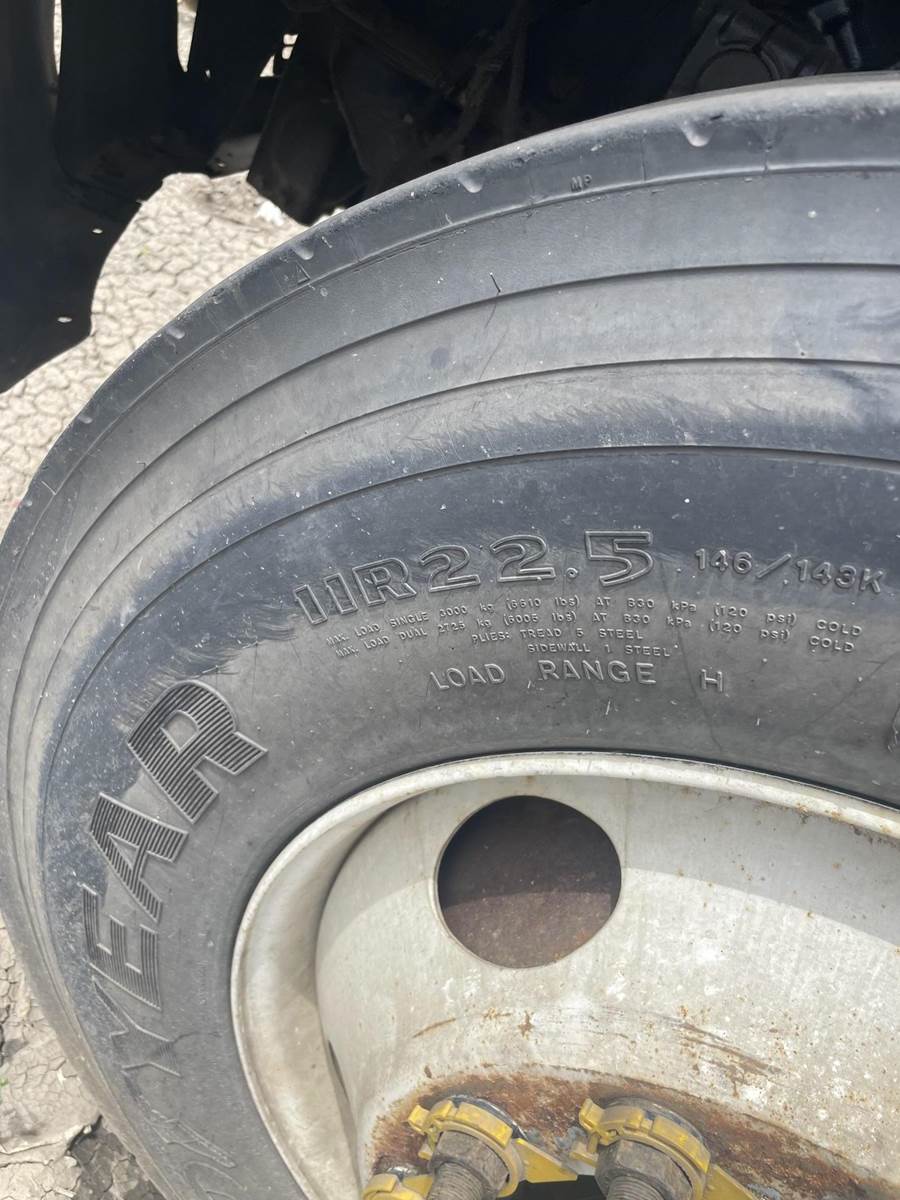 MP
11R22.5 146/143K
MAX. LOAD SINGLE 3000 kg (6610 lbs) AT 830 kPa (120 psi) COLD
MAX. LOAD DUAL 2725 kg (6005 lbs) AT 830 kPa (120 psi) COLD
PLIES: TREAD 5 STEEL
SIDEWALL 1 STEEL
LOAD RANGE H
YEAR